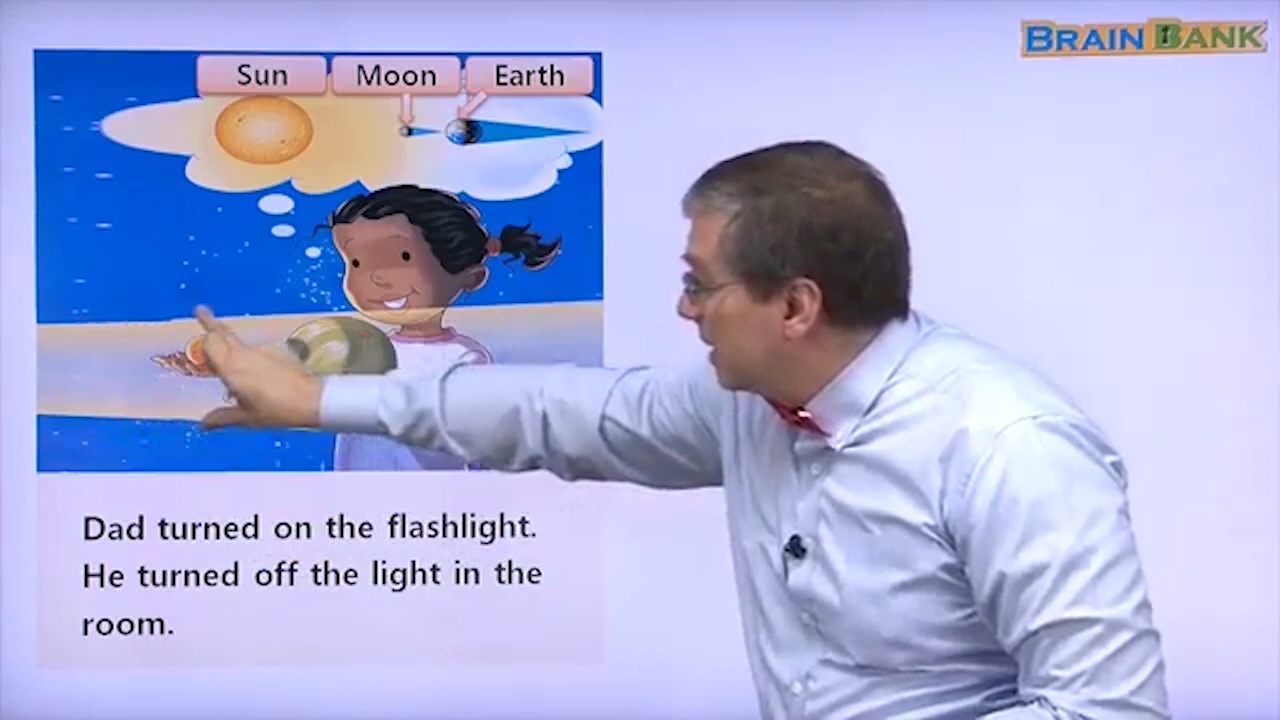 BRAIN BANK
Sun Moon Earth
Dad turned on the flashlight.
He turned off the light in the
room.